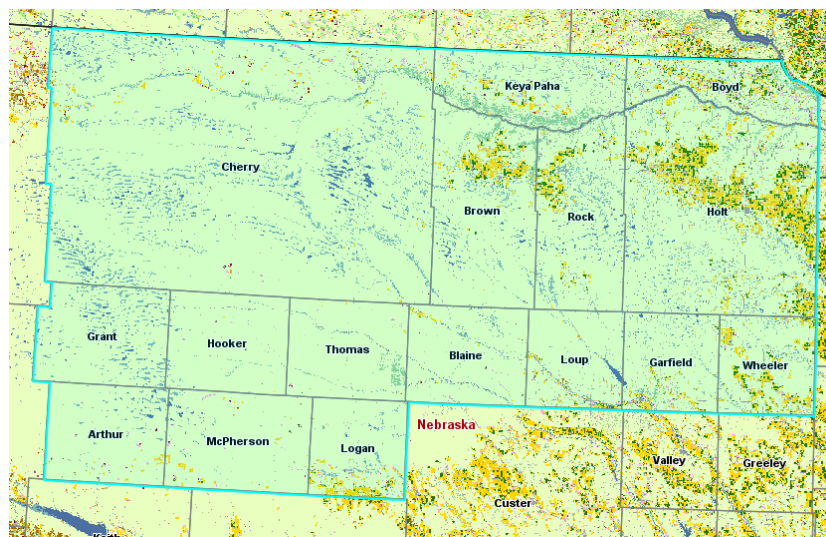 Keya Paha
Boyd
Cherry
Brown
Rock
Holt
Grant
Hooker
Thomas
Blaine
Loup
Garfield
Wheeler
Arthur
McPherson
Logan
Nebraska
Valley
Greeley
Custer
Keith